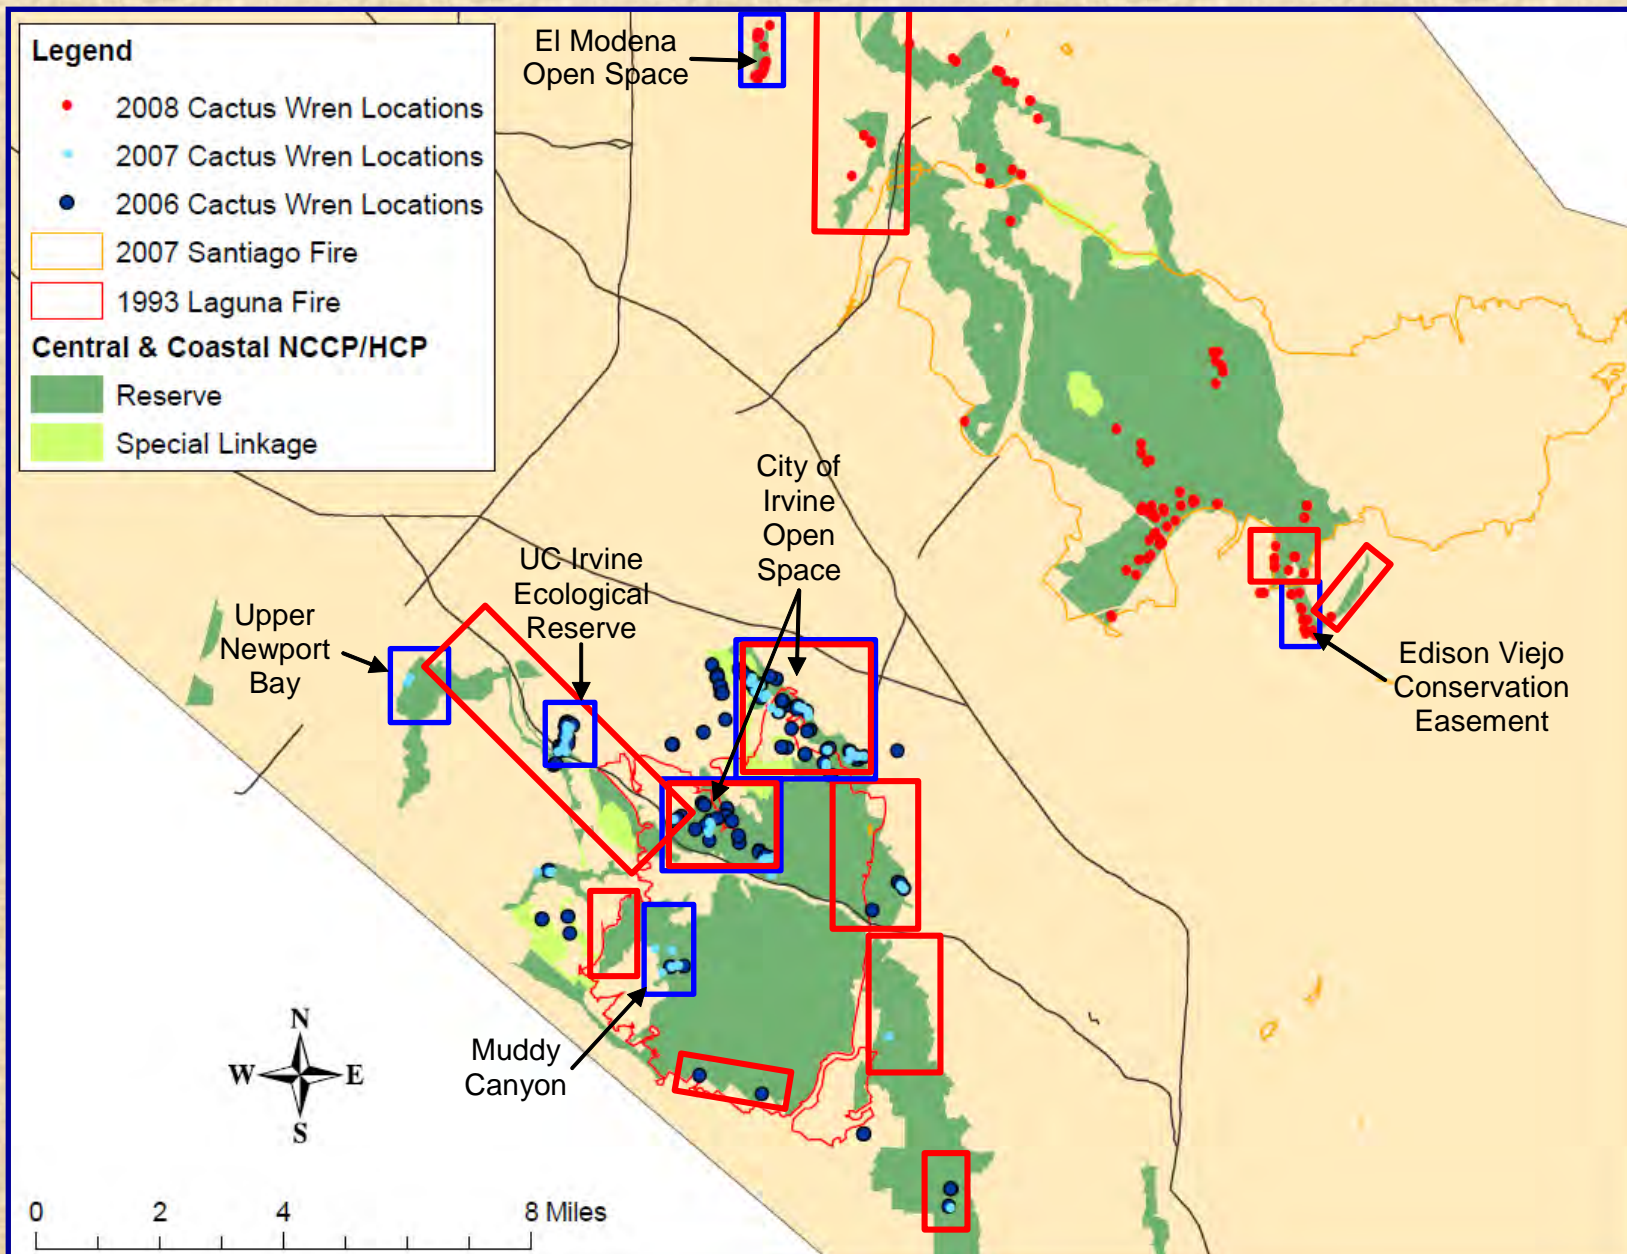 Legend
2008 Cactus Wren Locations
2007 Cactus Wren Locations
2006 Cactus Wren Locations
2007 Santiago Fire
1993 Laguna Fire
Central & Coastal NCCP/HCP
Reserve
Special Linkage
El Modena
Open Space
City of
Irvine
Open
Space
UC Irvine
Ecological
Reserve
Upper
Newport
Bay
Edison Viejo
Conservation
Easement
Muddy
Canyon
N
W E
S
0 2 4 8 Miles